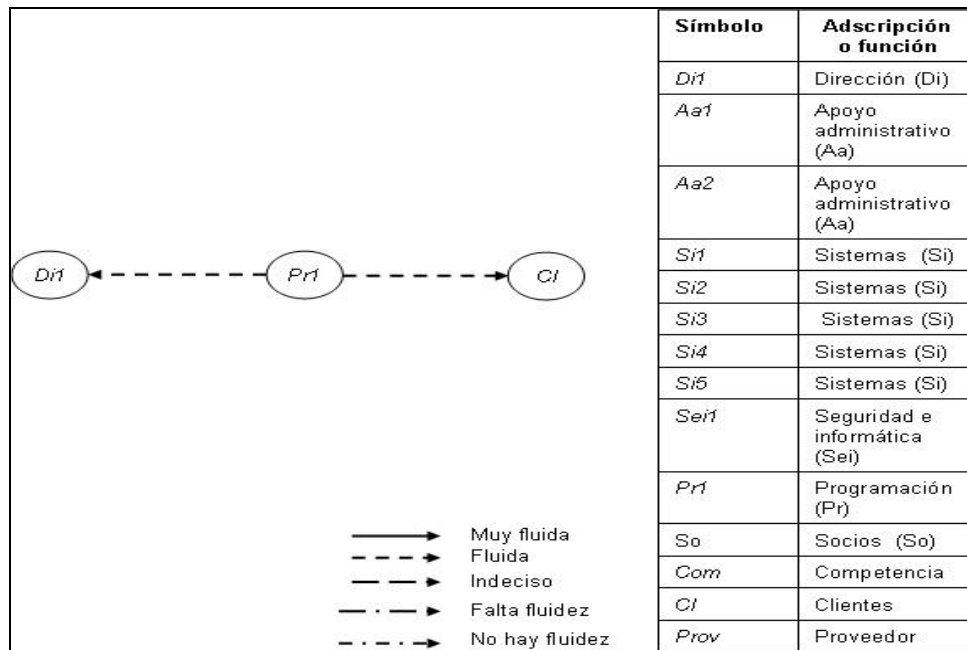 Símbolo
Adscripción
o función
Di1
Dirección (Di)
Aa1
Apoyo
administrativo
(Aa)
Aa2
Apoyo
administrativo
(Aa)
Si1
Sistemas (Si)
Si2
Sistemas (Si)
Si3
Sistemas (Si)
Si4
Sistemas (Si)
Si5
Sistemas (Si)
Sei1
Seguridad e
informática
(Sei)
Pr1
Programación
(Pr)
So
Socios (So)
Com
Competencia
Cl
Clientes
Prov
Proveedor
Di1
Pr1
Cl
Muy fluida
Fluida
Indeciso
Falta fluidez
No hay fluidez